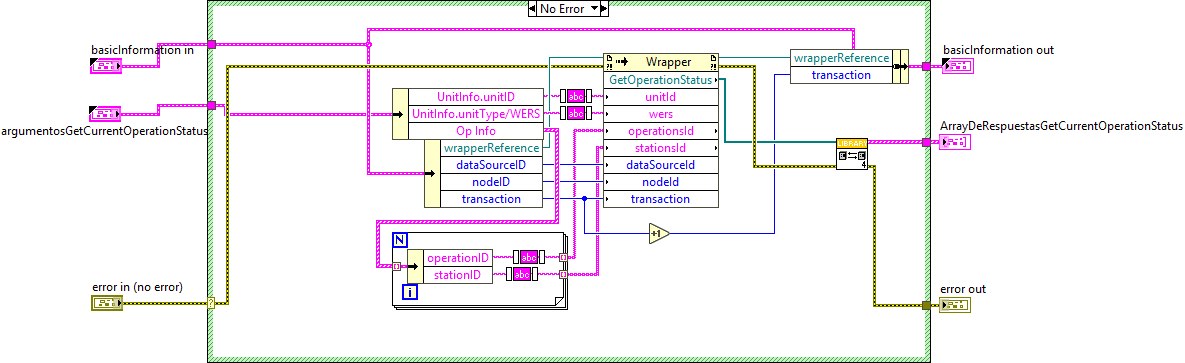 No Error
basicInformation in
argumentosGetCurrentOperationStatus
error in (no error)
UnitInfo.unitID
UnitInfo.unitType/WERS
Op Info
wrapperReference
dataSourceID
nodeID
transaction
abc
abc
Wrapper
GetOperationStatus
unitId
wers
operationsId
stationsId
dataSourceId
nodeId
transaction
N
operationID
stationID
abc
abc
i
+1
wrapperReference
transaction
LIBRARY
4
basicInformation out
ArrayDeRespuestasGetCurrentOperationStatus
error out